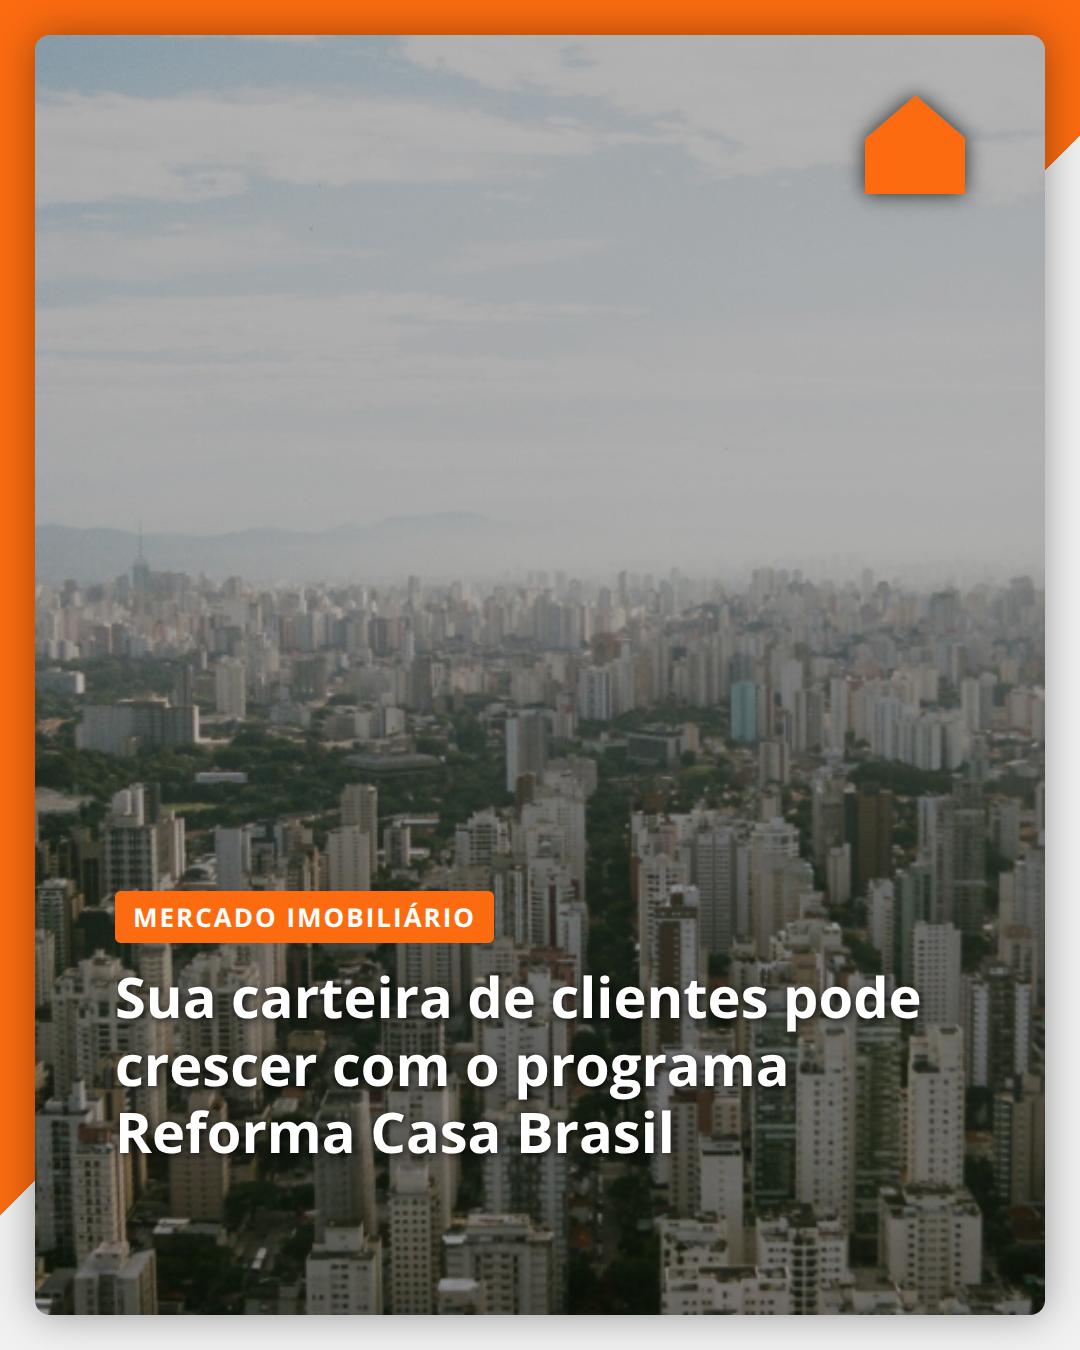 MERCADO IMOBILIÁRIO
Sua carteira de clientes pode
crescer com o programa
Reforma Casa Brasil